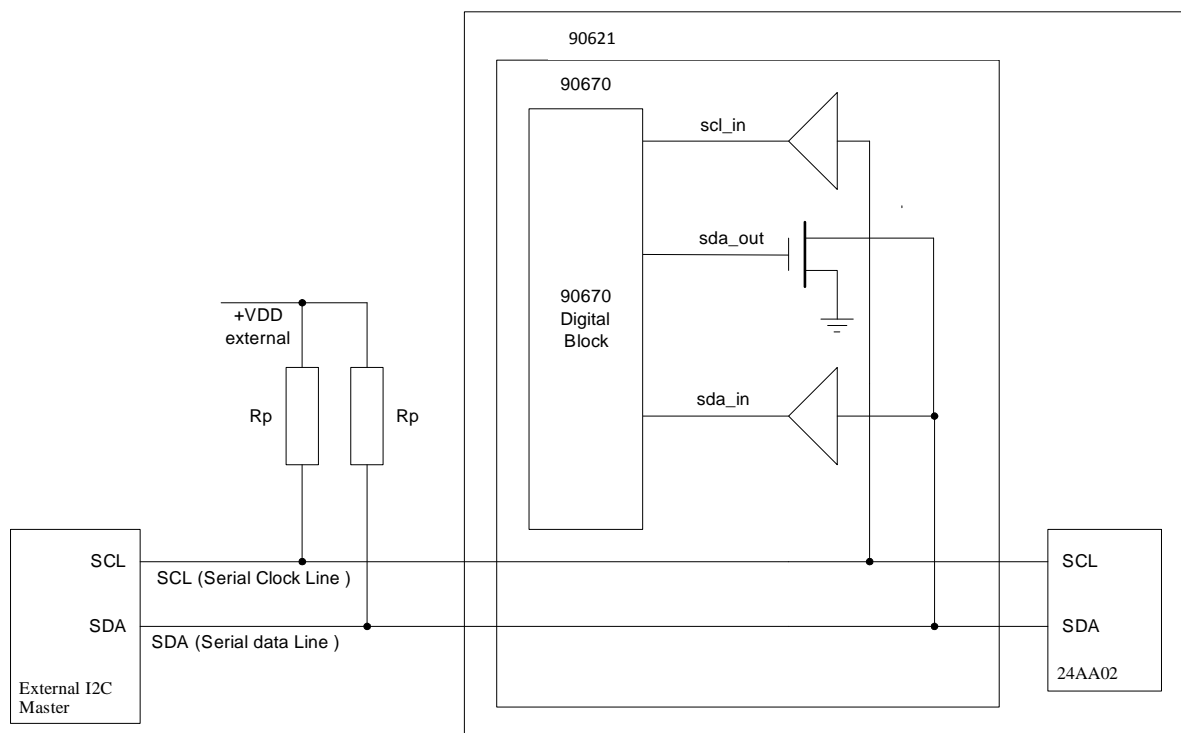 90621
90670
scl_in
sda_out
90670
Digital
Block
sda_in
+VDD
external
Rp
Rp
SCL
SCL (Serial Clock Line )
SCL
SDA
SDA (Serial data Line )
SDA
External I2C
Master
24AA02